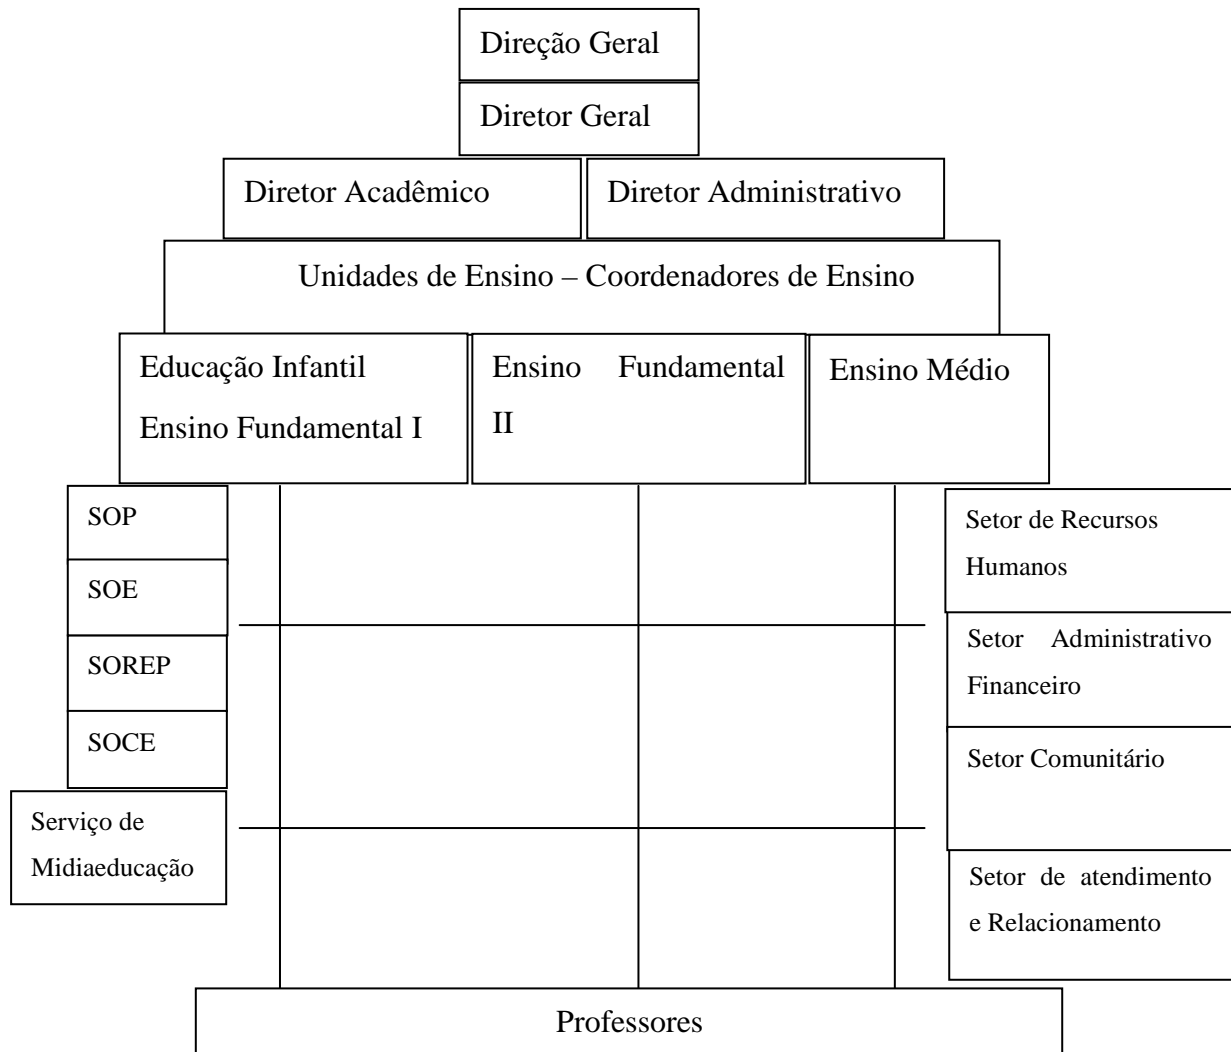 Direção Geral
Diretor Geral
Diretor Acadêmico
Diretor Administrativo
Unidades de Ensino – Coordenadores de Ensino
Educação Infantil
Ensino Fundamental I
Ensino Fundamental
II
Ensino Médio
SOP
SOE
SOREP
SOCE
Serviço de
Midiaeducação
Setor de Recursos
Humanos
Setor Administrativo
Financeiro
Setor Comunitário
Setor de atendimento
e Relacionamento
Professores